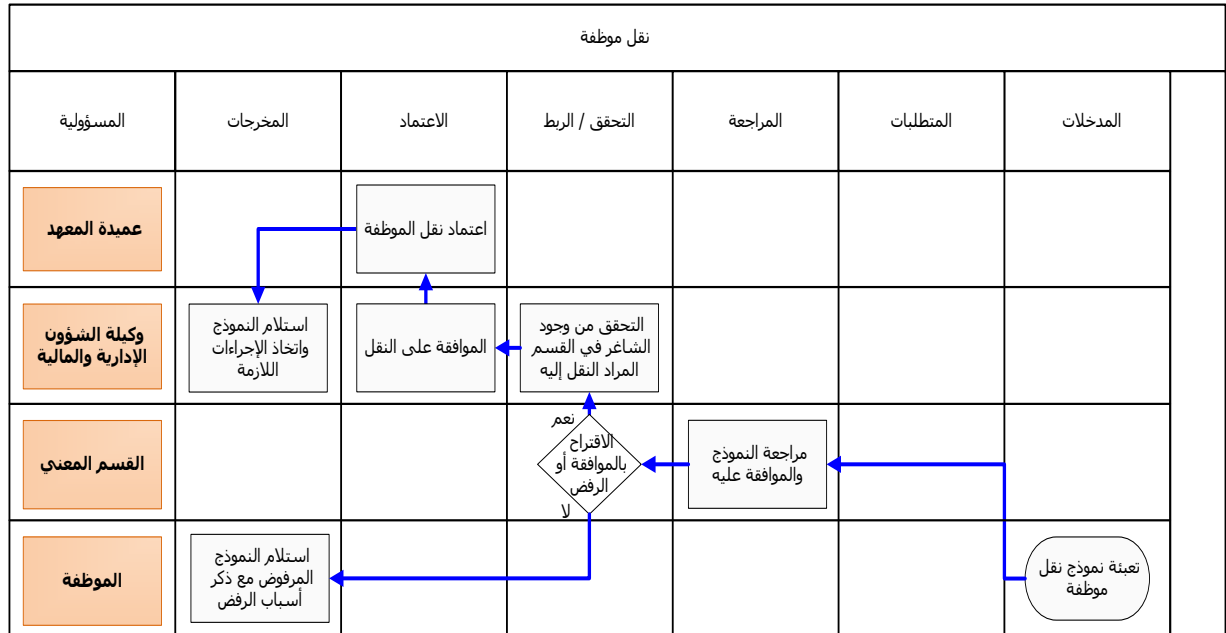 نقل موظفة
المدخلات
المتطلبات
المراجعة
التحقق / الربط
الاعتماد
المخرجات
المسؤولية
اعتماد نقل الموظفة
عميدة المعهد
التحقق من وجود
الشاغر في القسم
المراد النقل إليه
الموافقة على النقل
استلام النموذج
واتخاذ الإجراءات
اللازمة
وكيلة الشؤون
الإدارية والمالية
مراجعة النموذج
والموافقة عليه
نعم
الاقتراح
بالموافقة أو
الرفض
لا
القسم المعني
تعبئة نموذج نقل
موظفة
استلام النموذج
المرفوض مع ذكر
أسباب الرفض
الموظفة